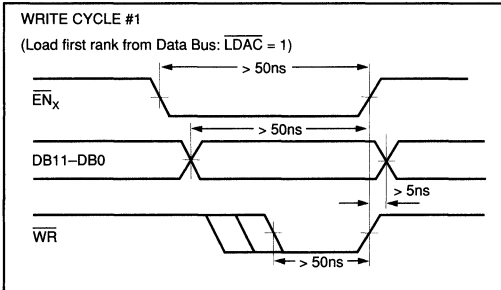 WRITE CYCLE #1
(Load first rank from Data Bus: LDAC = 1)
> 50ns
ENX
> 50ns
DB11–DB0
> 5ns
WR
> 50ns